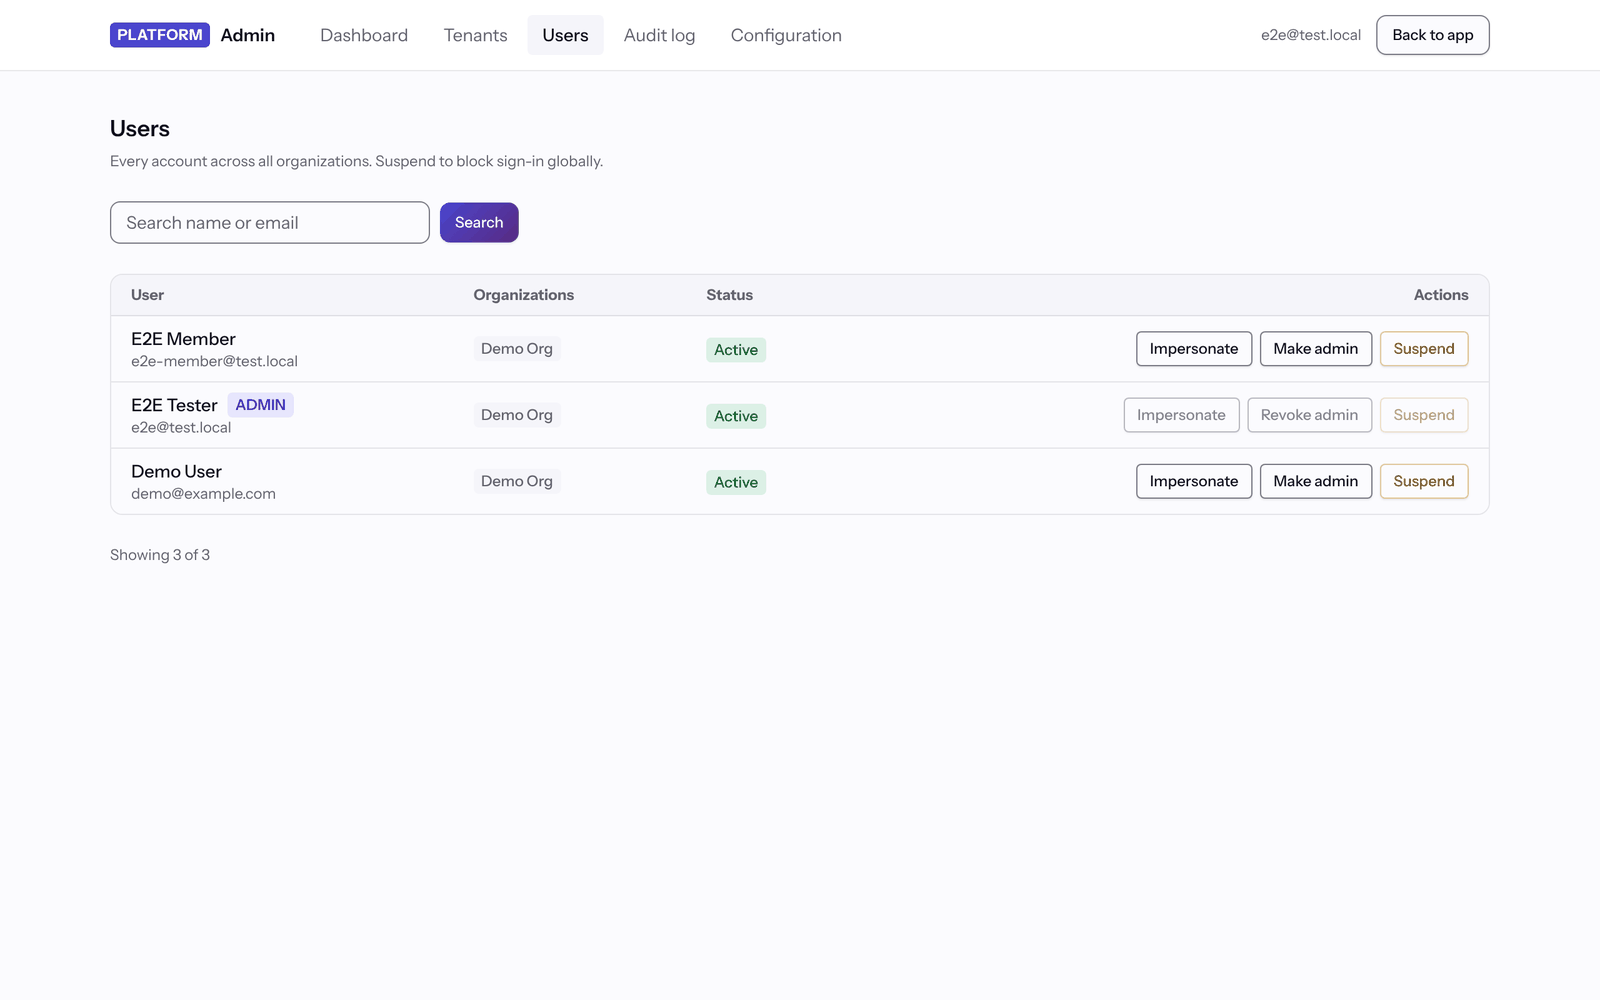 PLATFORM Admin Dashboard Tenants Users Audit log Configuration e2e@test.local Back to app
Users
Every account across all organizations. Suspend to block sign-in globally.
Search name or email Search
User Organizations Status Actions
E2E Member
e2e-member@test.local
Demo Org Active Impersonate Make admin Suspend
E2E Tester ADMIN
e2e@test.local
Demo Org Active Impersonate Revoke admin Suspend
Demo User
demo@example.com
Demo Org Active Impersonate Make admin Suspend
Showing 3 of 3